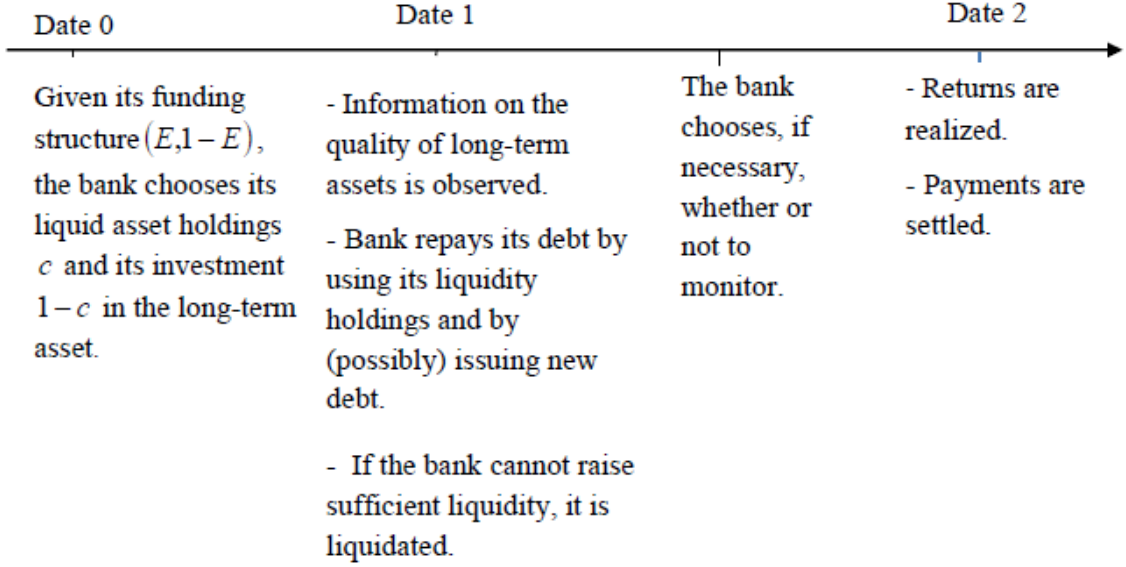 Date 0
Date 1
Date 2
Given its funding
structure (E,1 − E),
the bank chooses its
liquid asset holdings
c and its investment
1 − c in the long-term
asset.
- Information on the
quality of long-term
assets is observed.
- Bank repays its debt by
using its liquidity
holdings and by
(possibly) issuing new
debt.
- If the bank cannot raise
sufficient liquidity, it is
liquidated.
The bank
chooses, if
necessary,
whether or
not to
monitor.
- Returns are
realized.
- Payments are
settled.